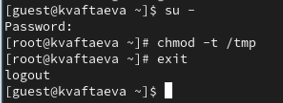 [guest@kvaftaeva ~]$ su -
Password:
[root@kvaftaeva ~]# chmod -t /tmp
[root@kvaftaeva ~]# exit
logout
[guest@kvaftaeva ~]$